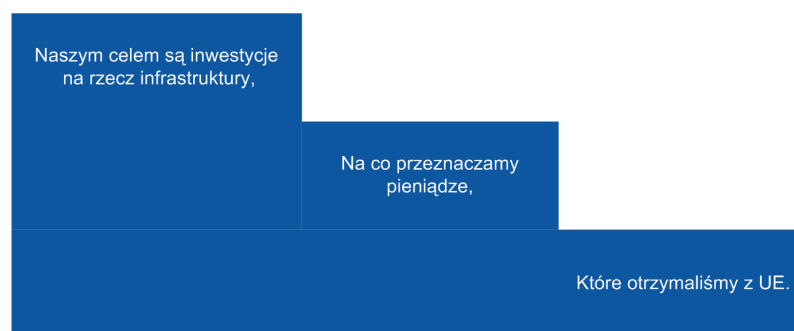 Naszym celem są inwestycje
na rzecz infrastruktury,
Na co przeznaczamy
pieniądze,
Które otrzymaliśmy z UE.